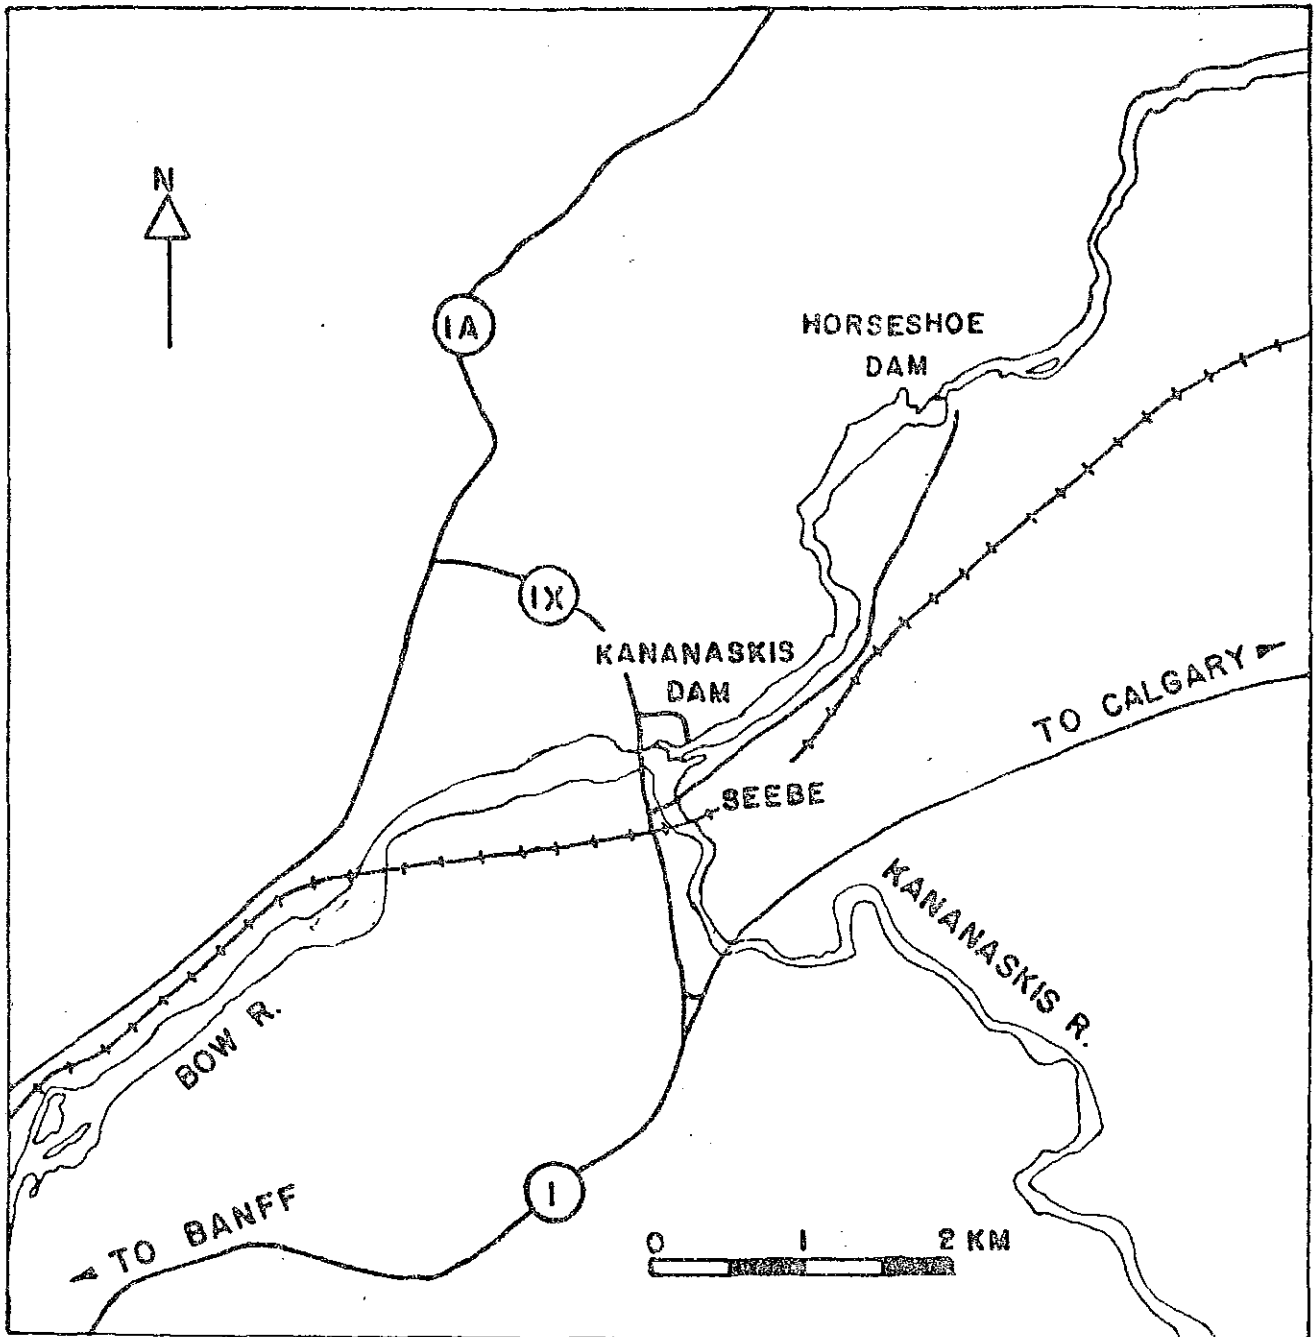 N
1A
HORSESHOE
DAM
1X
KANANASKIS
DAM
TO CALGARY
SEEBE
KANANASKIS R.
BOW R.
1
TO BANFF
0 1 2 KM